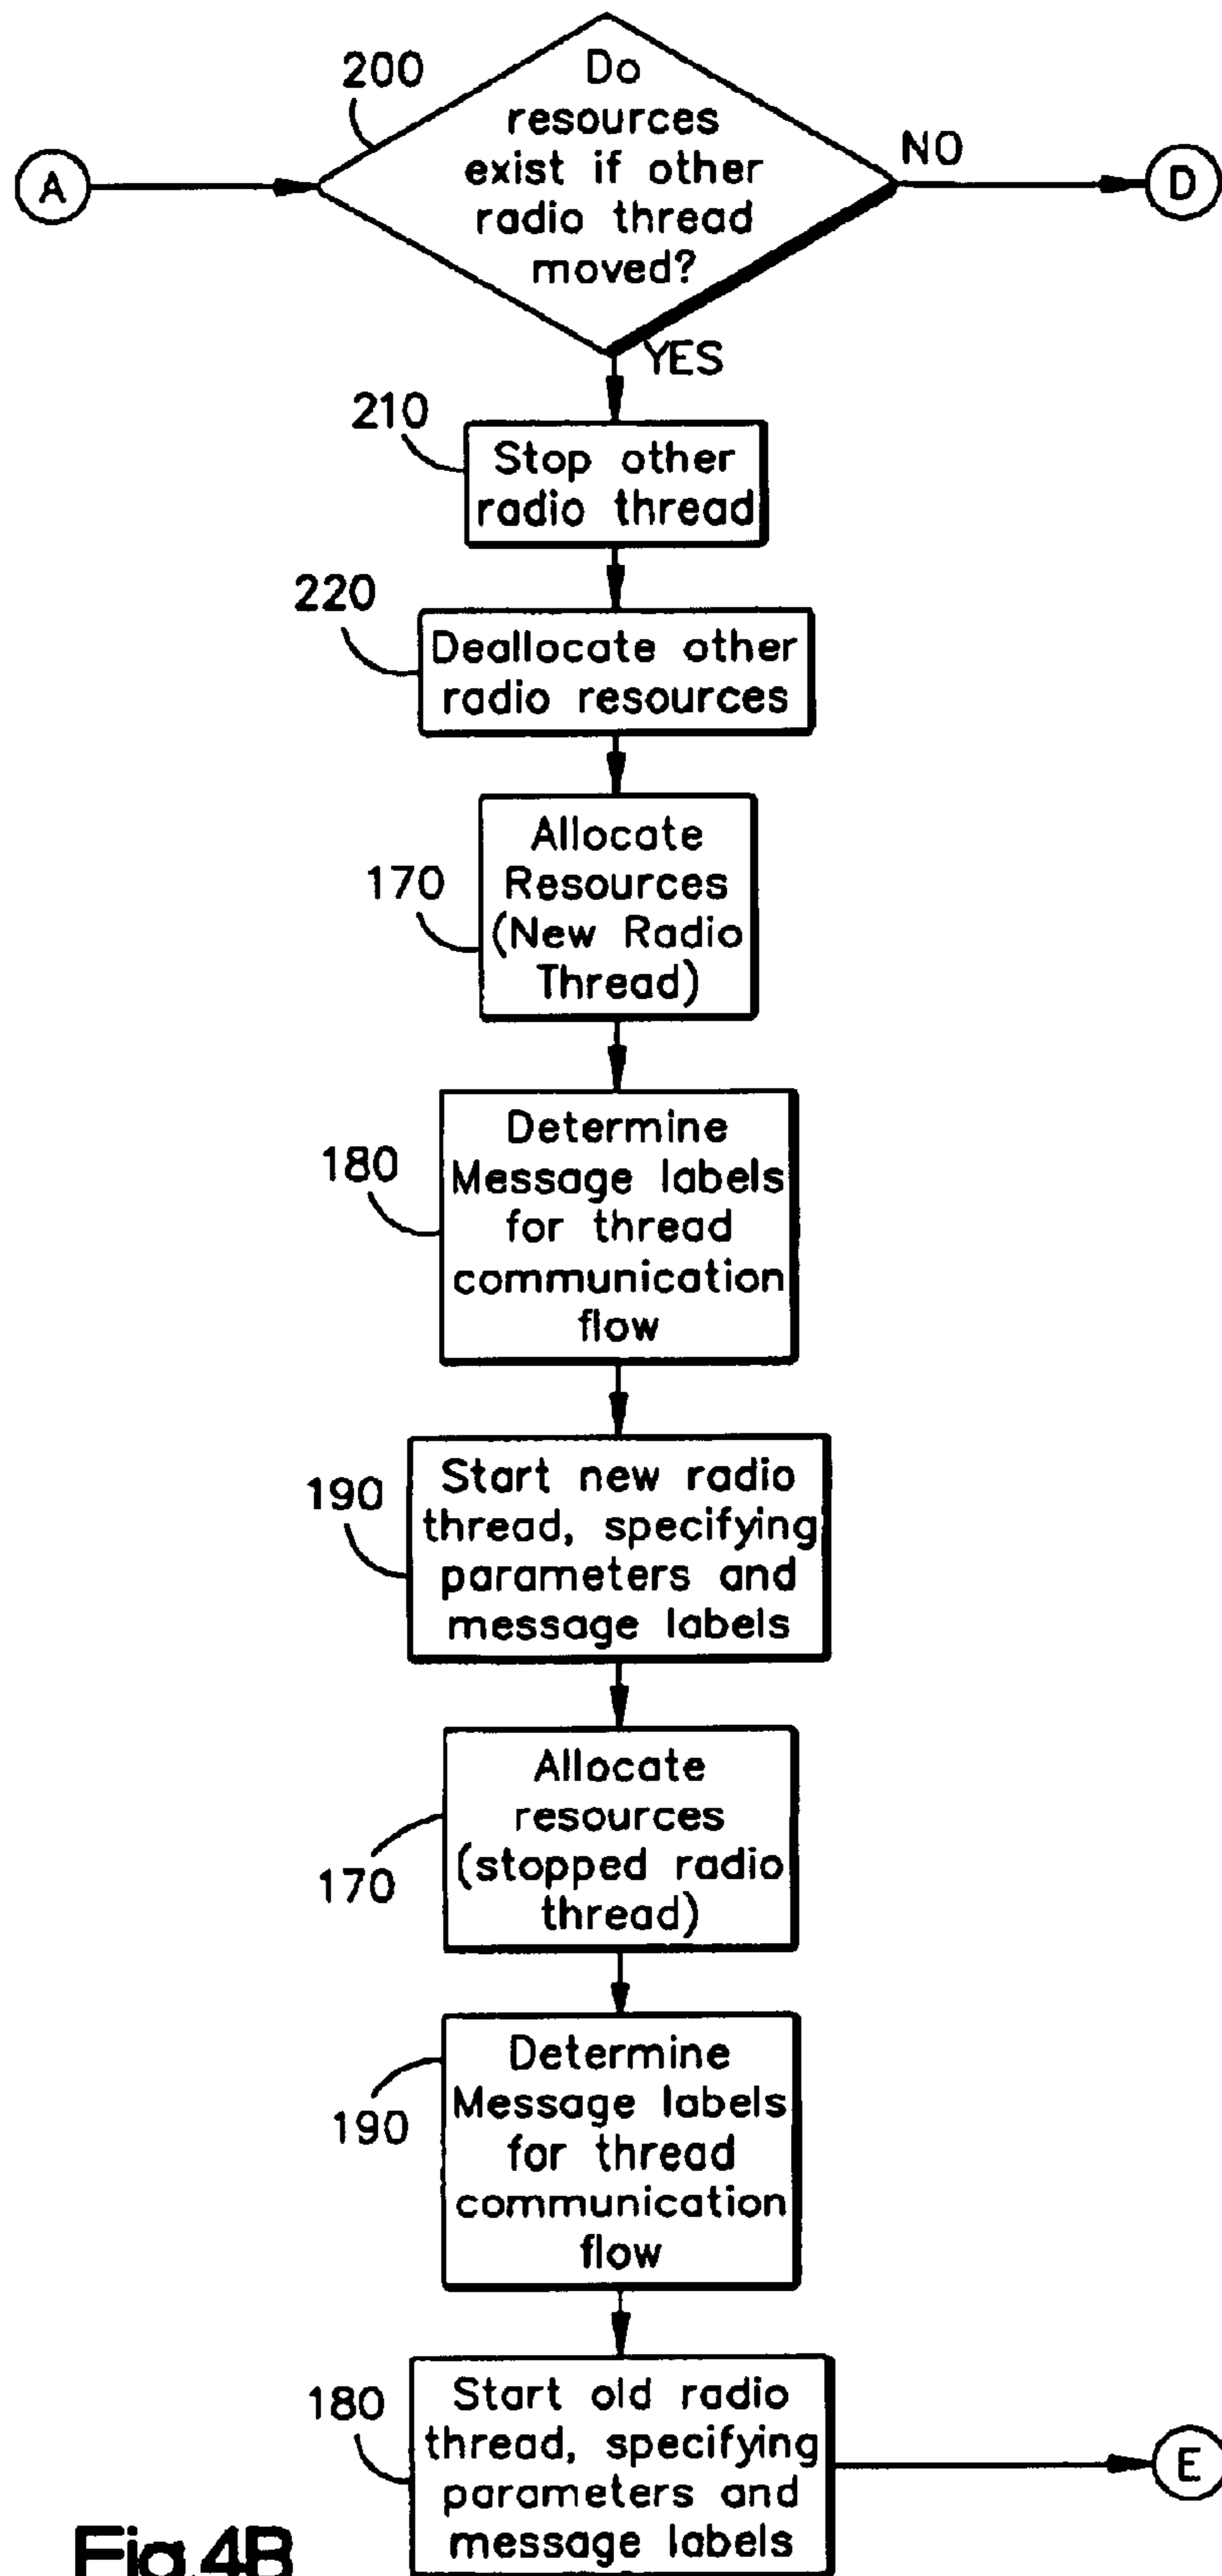 200
Do
resources
exist if other
radio thread
moved?
A
NO
D
YES
210
Stop other
radio thread
220
Deallocate other
radio resources
170
Allocate
Resources
(New Radio
Thread)
180
Determine
Message labels
for thread
communication
flow
190
Start new radio
thread, specifying
parameters and
message labels
170
Allocate
resources
(stopped radio
thread)
190
Determine
Message labels
for thread
communication
flow
180
Start old radio
thread, specifying
parameters and
message labels
E
Fig.4B